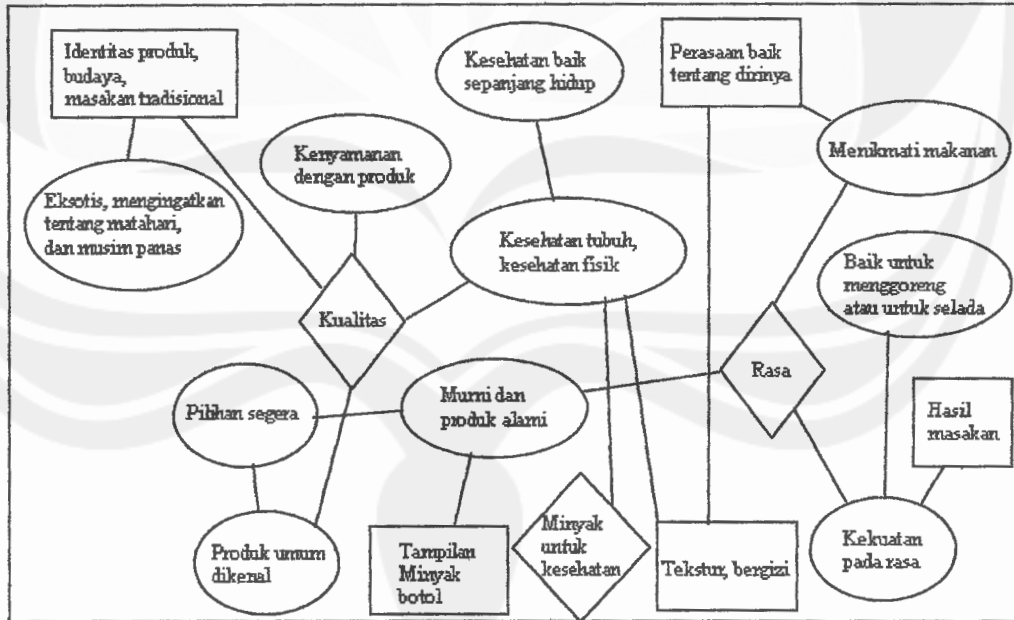 Identitas produk,
budaya,
masakan tradisional
Kesehatan baik
sepanjang hidup
Perasaan baik
tentang dirinya
Kenyamanan
dengan produk
Menikmati makanan
Eksotis, mengingatkan
tentang matahari,
dan musim panas
Kesehatan tubuh,
kesehatan fisik
Baik untuk
menggoreng
atau untuk selada
Kualitas
Rasa
Pilihan segera
Murni dan
produk alami
Hasil
masakan
Produk umum
dikenal
Tampilan
Minyak
botol
Minyak
untuk
kesehatan
Tekstur, bergizi
Kekuatan
pada rasa